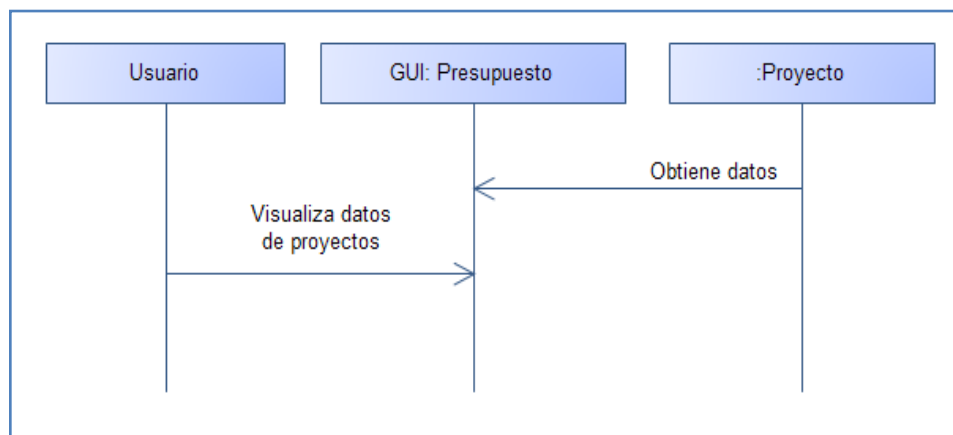 Usuario
GUI: Presupuesto
:Proyecto
Obtiene datos
Visualiza datos
de proyectos